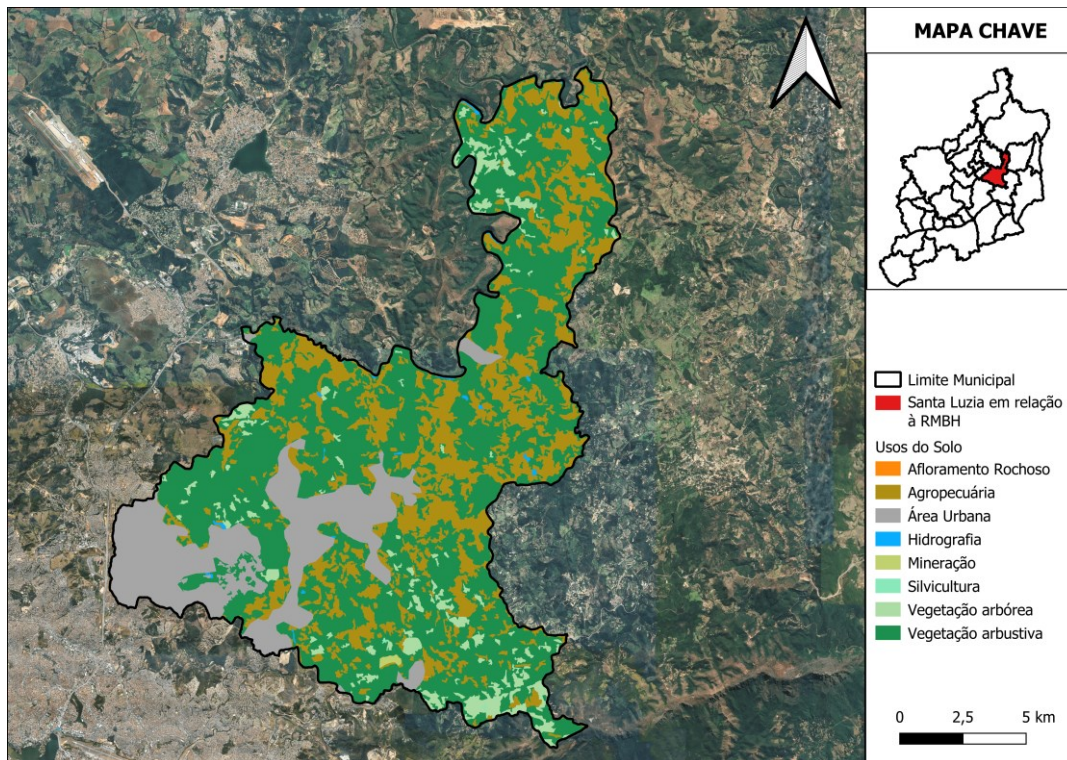 MAPA CHAVE
Limite Municipal
Santa Luzia em relação
à RMBH
Usos do Solo
Afloramento Rochoso
Agropecuária
Área Urbana
Hidrografia
Mineração
Silvicultura
Vegetação arbórea
Vegetação arbustiva
0 2,5 5 km